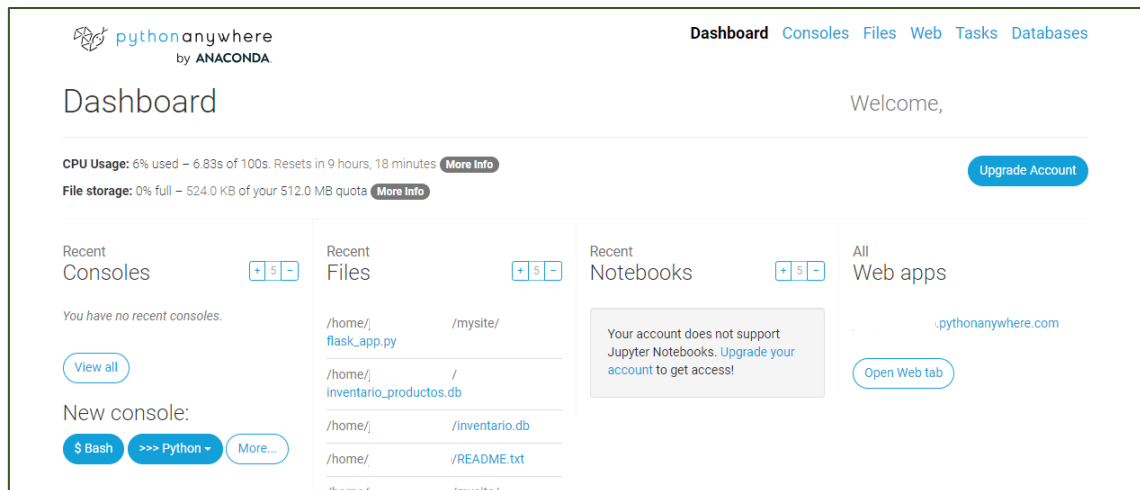 pythonanywhere
by ANACONDA.
Dashboard Consoles Files Web Tasks Databases
Dashboard
Welcome,
CPU Usage: 6% used – 6.83s of 100s. Resets in 9 hours, 18 minutes More Info
File storage: 0% full – 524.0 KB of your 512.0 MB quota More Info
Upgrade Account
Recent
Consoles
+ 5 −
You have no recent consoles.
View all
New console:
$ Bash >>> Python More...
Recent
Files
+ 5 −
/home/j /mysite/
flask_app.py
/home/j /
inventario_productos.db
/home/j /inventario.db
/home/ /README.txt
Recent
Notebooks
+ 5 −
Your account does not support
Jupyter Notebooks. Upgrade your
account to get access!
All
Web apps
.pythonanywhere.com
Open Web tab